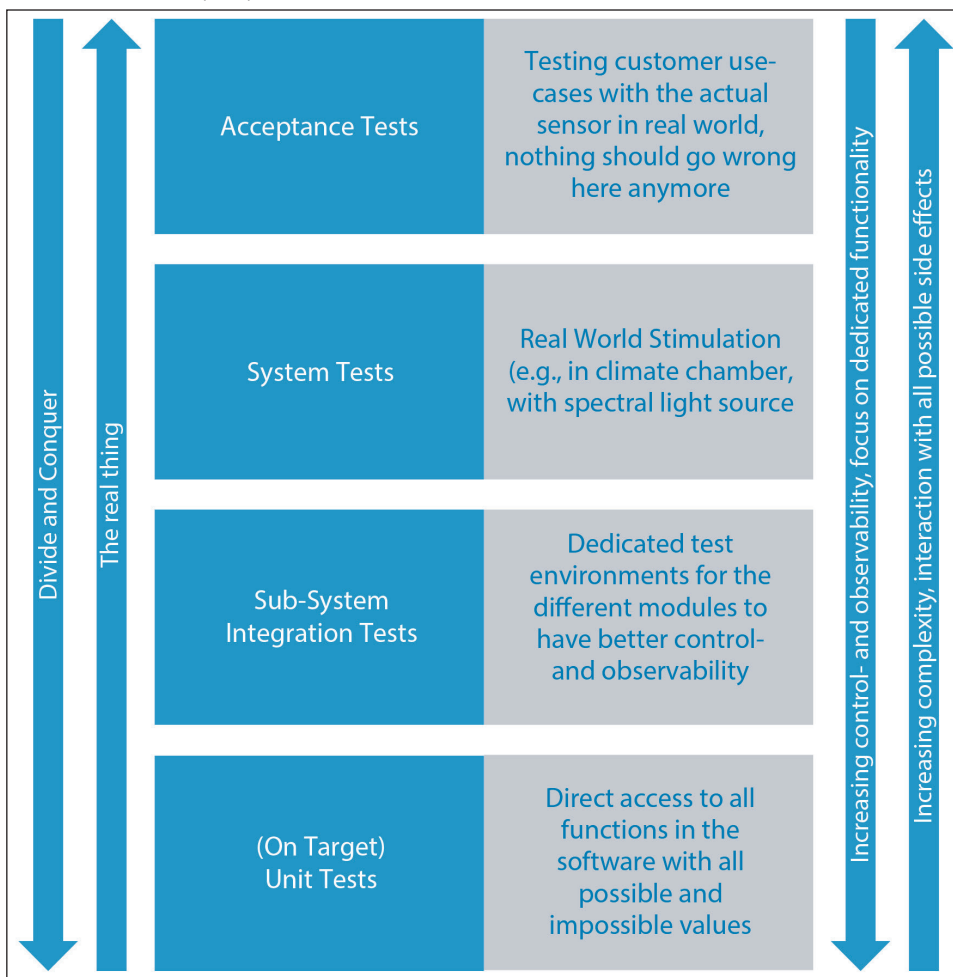 Divide and Conquer
The real thing
Acceptance Tests
Testing customer use-
cases with the actual
sensor in real world,
nothing should go wrong
here anymore
System Tests
Real World Stimulation
(e.g., in climate chamber,
with spectral light source
Sub-System
Integration Tests
Dedicated test
environments for the
different modules to
have better control-
and observability
(On Target)
Unit Tests
Direct access to all
functions in the
software with all
possible and
impossible values
Increasing control- and observability, focus on dedicated functionality
Increasing complexity, interaction with all possible side effects